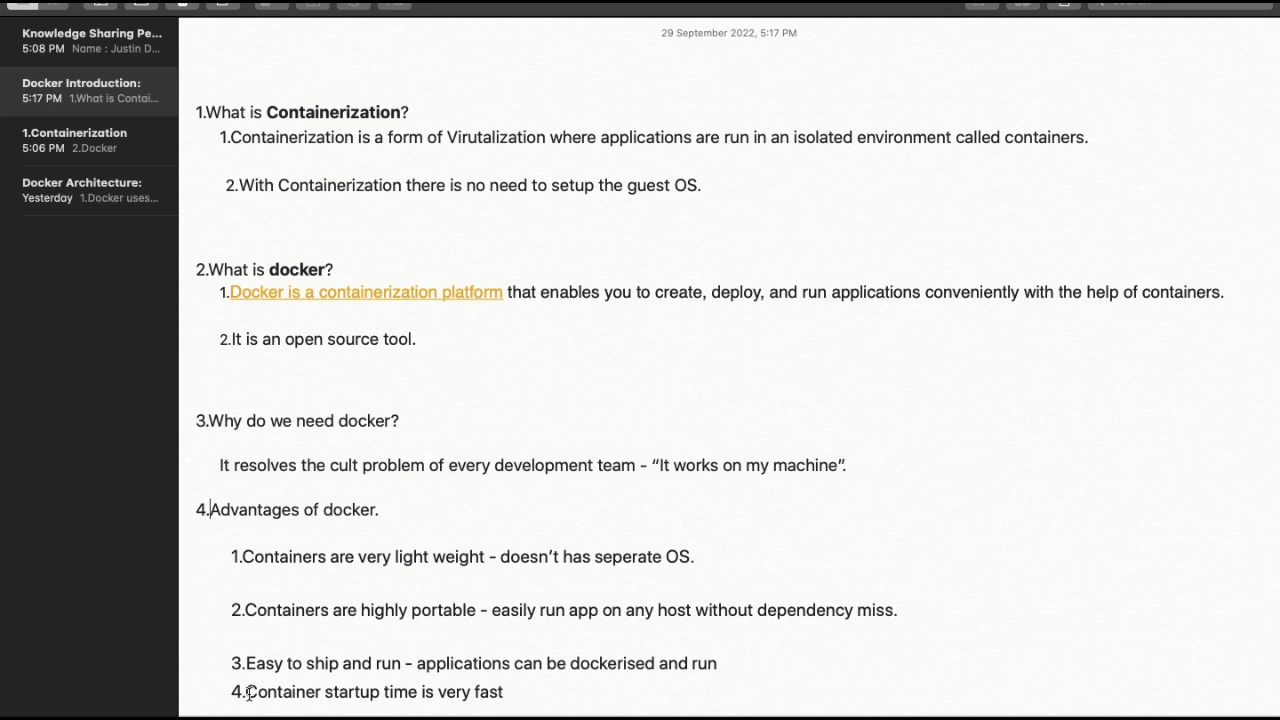 Knowledge Sharing Pe...
5:08 PM Name : Justin D...
Docker Introduction:
5:17 PM 1.What is Contai...
1.Containerization
5:06 PM 2.Docker
Docker Architecture:
Yesterday 1.Docker uses...
29 September 2022, 5:17 PM
1.What is Containerization?
1.Containerization is a form of Virutalization where applications are run in an isolated environment called containers.
2.With Containerization there is no need to setup the guest OS.
2.What is docker?
1.Docker is a containerization platform that enables you to create, deploy, and run applications conveniently with the help of containers.
2.It is an open source tool.
3.Why do we need docker?
It resolves the cult problem of every development team - “It works on my machine”.
4.Advantages of docker.
1.Containers are very light weight - doesn’t has seperate OS.
2.Containers are highly portable - easily run app on any host without dependency miss.
3.Easy to ship and run - applications can be dockerised and run
4.Container startup time is very fast